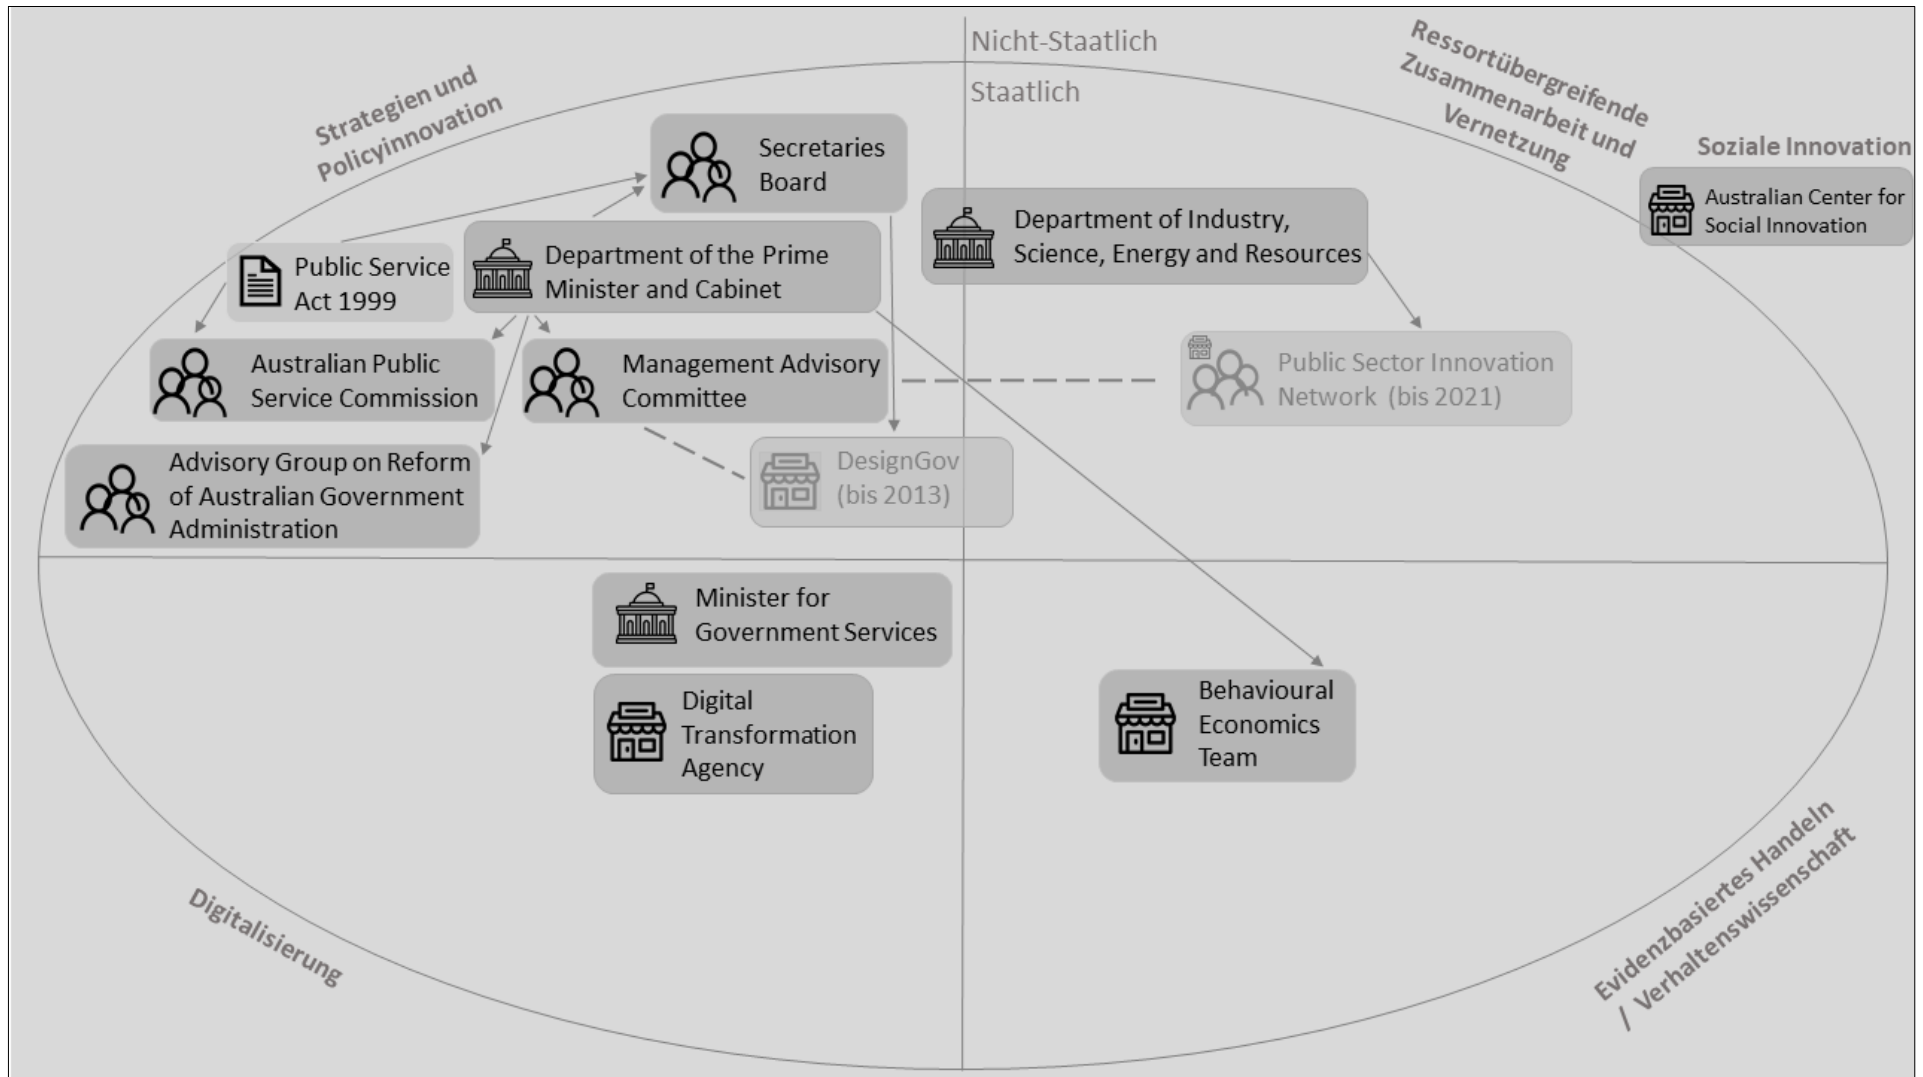 Nicht-Staatlich
Staatlich
Strategien und
Policyinnovation
Ressortübergreifende
Zusammenarbeit und
Vernetzung
Soziale Innovation
Australian Center for
Social Innovation
Secretaries
Board
Department of Industry,
Science, Energy and Resources
Public Service
Act 1999
Department of the Prime
Minister and Cabinet
Australian Public
Service Commission
Management Advisory
Committee
Public Sector Innovation
Network (bis 2021)
Advisory Group on Reform
of Australian Government
Administration
DesignGov
(bis 2013)
Minister for
Government Services
Digital
Transformation
Agency
Behavioural
Economics
Team
Digitalisierung
Evidenzbasiertes Handeln
/ Verhaltenswissenschaft